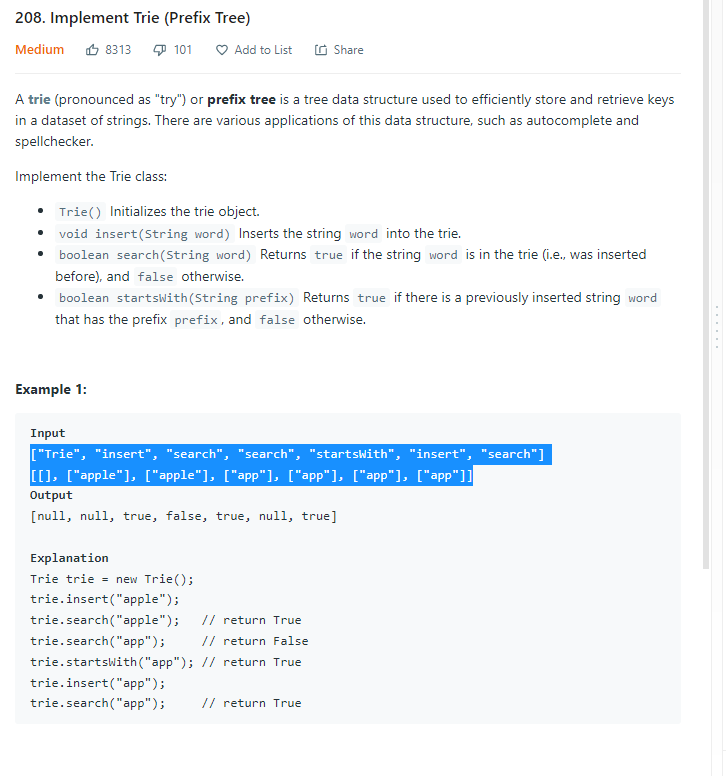 208. Implement Trie (Prefix Tree)
Medium 8313 101 Add to List Share
A trie (pronounced as "try") or prefix tree is a tree data structure used to efficiently store and retrieve keys
in a dataset of strings. There are various applications of this data structure, such as autocomplete and
spellchecker.
Implement the Trie class:
• Trie() Initializes the trie object.
• void insert(String word) Inserts the string word into the trie.
• boolean search(String word) Returns true if the string word is in the trie (i.e., was inserted
before), and false otherwise.
• boolean startsWith(String prefix) Returns true if there is a previously inserted string word
that has the prefix prefix, and false otherwise.
Example 1:
Input
["Trie", "insert", "search", "search", "startsWith", "insert", "search"]
[[], ["apple"], ["apple"], ["app"], ["app"], ["app"], ["app"]]
Output
[null, null, true, false, true, null, true]
Explanation
Trie trie = new Trie();
trie.insert("apple");
trie.search("apple");   // return True
trie.search("app");     // return False
trie.startsWith("app"); // return True
trie.insert("app");
trie.search("app");     // return True